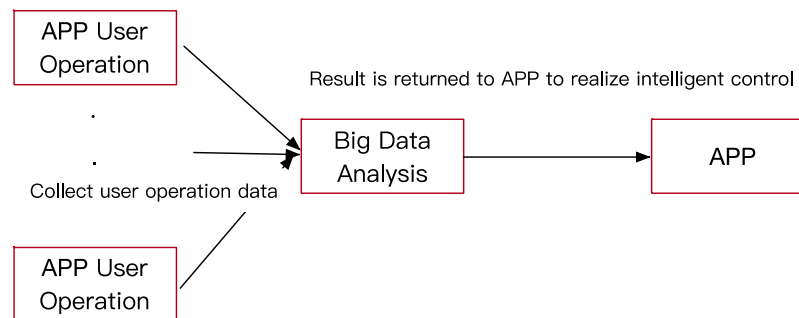 APP User
Operation
Result is returned to APP to realize intelligent control
.
.
Big Data
Analysis
APP
Collect user operation data
APP User
Operation